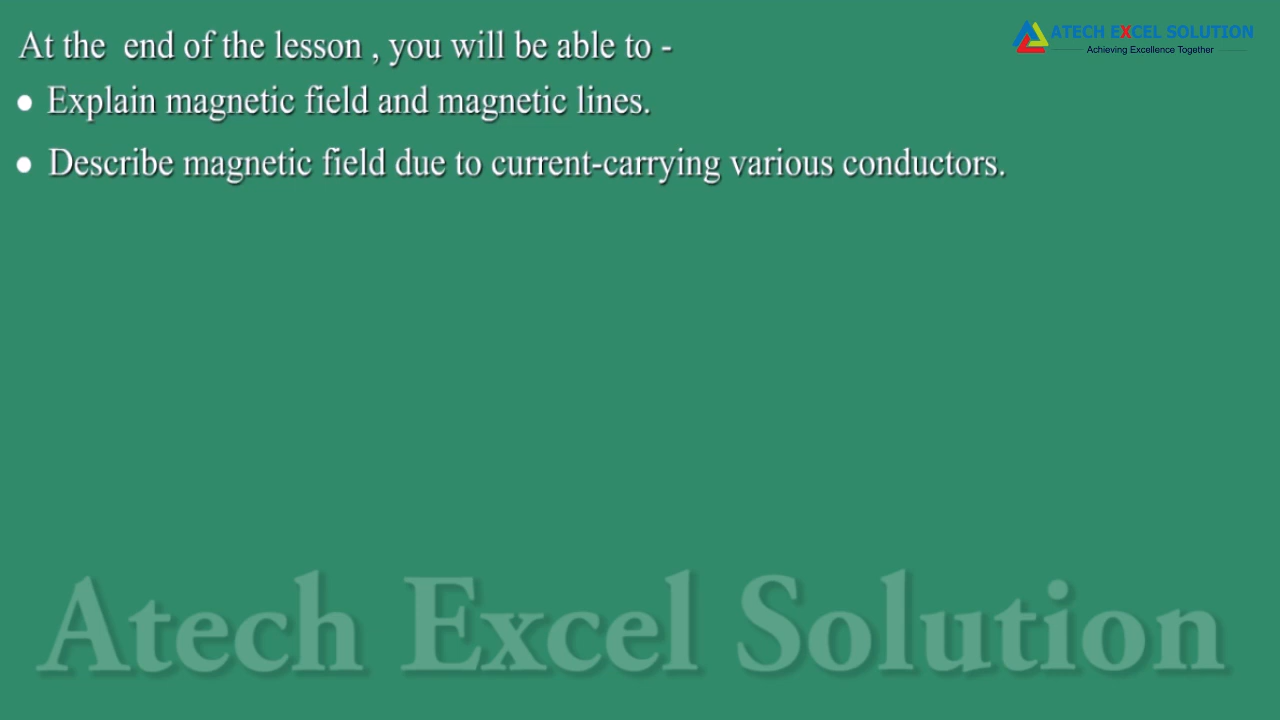 At the end of the lesson , you will be able to -
ATECH EXCEL SOLUTION
Achieving Excellence Together
• Explain magnetic field and magnetic lines.
• Describe magnetic field due to current-carrying various conductors.
Atech Excel Solution